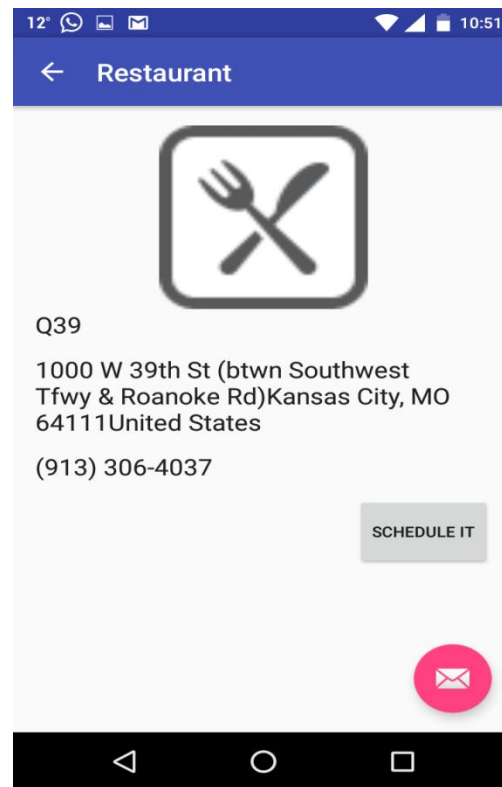 12° 10:51
Restaurant
Q39
1000 W 39th St (btwn Southwest
Tfwy & Roanoke Rd)Kansas City, MO
64111United States
(913) 306-4037
SCHEDULE IT